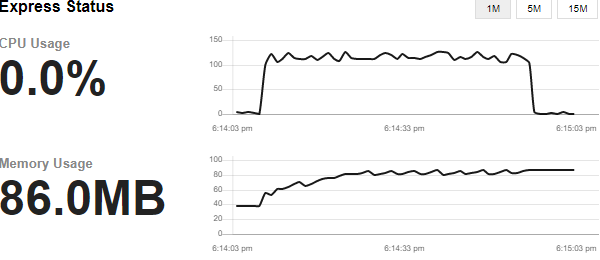 Express Status
1M 5M 15M
CPU Usage
0.0%
150
100
50
0
6:14:03 pm 6:14:33 pm 6:15:03 pm
Memory Usage
86.0MB
100
80
60
40
20
0
6:14:03 pm 6:14:33 pm 6:15:03 pm